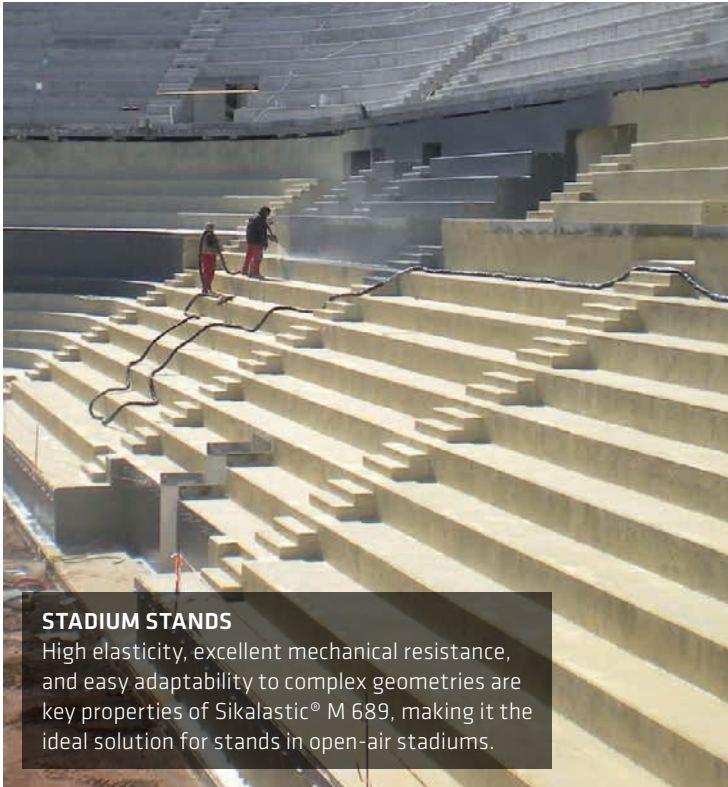 STADIUM STANDS
High elasticity, excellent mechanical resistance,
and easy adaptability to complex geometries are
key properties of Sikalastic® M 689, making it the
ideal solution for stands in open-air stadiums.